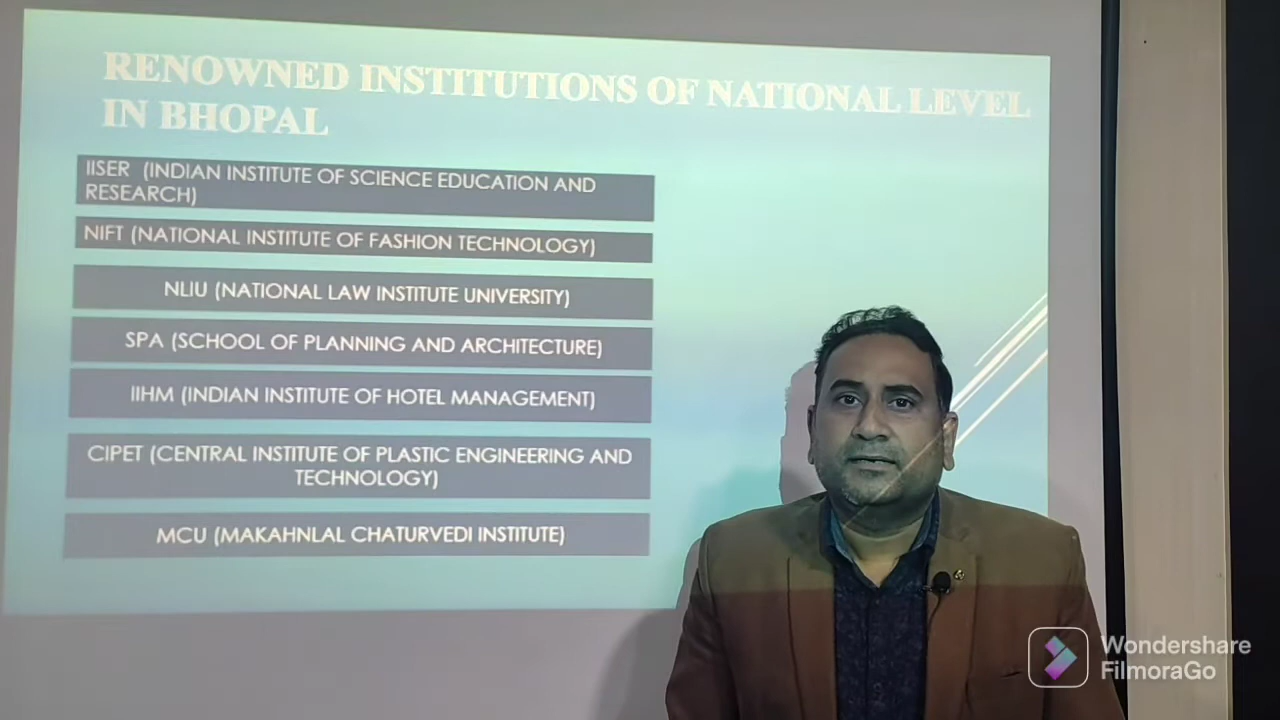 RENOWNED INSTITUTIONS OF NATIONAL LEVEL
IN BHOPAL
IISER (INDIAN INSTITUTE OF SCIENCE EDUCATION AND
RESEARCH)
NIFT (NATIONAL INSTITUTE OF FASHION TECHNOLOGY)
NLIU (NATIONAL LAW INSTITUTE UNIVERSITY)
SPA (SCHOOL OF PLANNING AND ARCHITECTURE)
IIHM (INDIAN INSTITUTE OF HOTEL MANAGEMENT)
CIPET (CENTRAL INSTITUTE OF PLASTIC ENGINEERING AND
TECHNOLOGY)
MCU (MAKAHNLAL CHATURVEDI INSTITUTE)
Wondershare
FilmoraGo